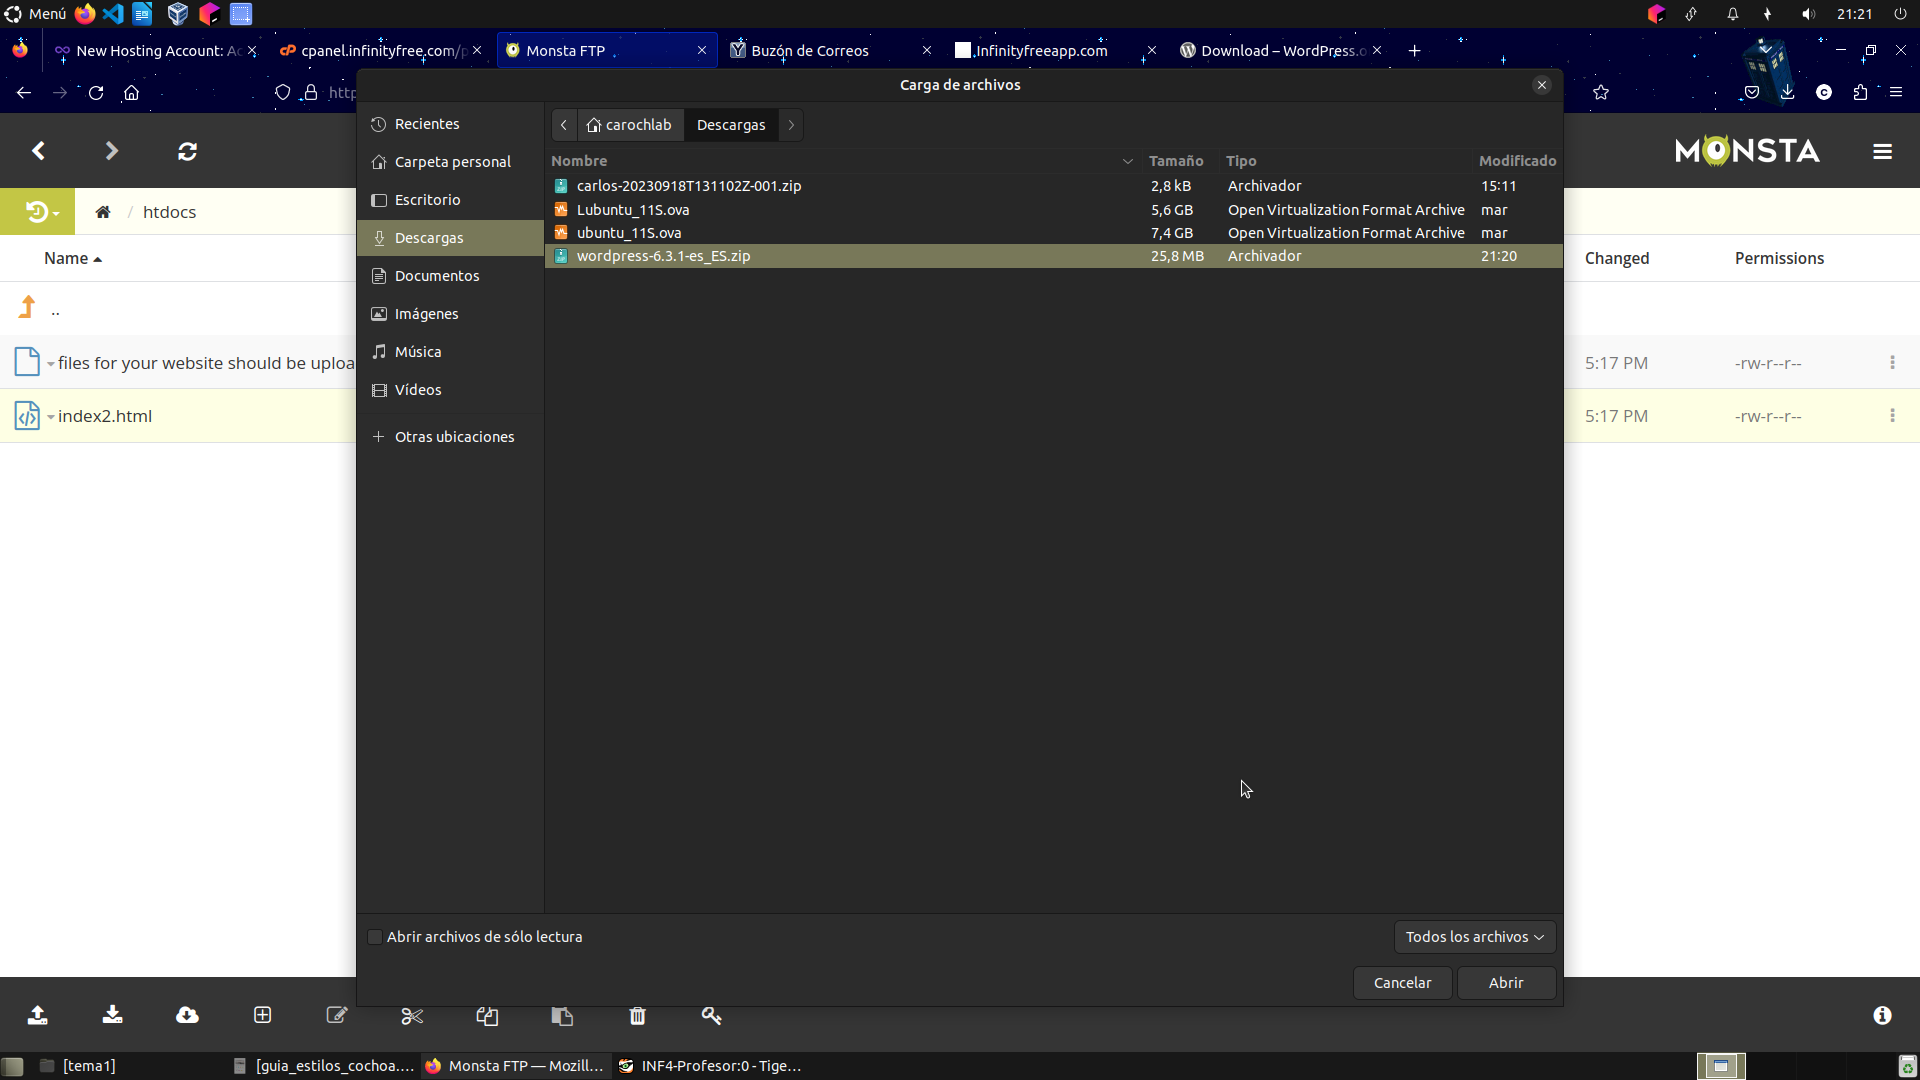 Menú
21:21
New Hosting Account: Ac
cpanel.infinityfree.com/p
Monsta FTP
Buzón de Correos
Infinityfreeapp.com
Download – WordPress.o
http
Carga de archivos
MONSTA
Recientes
Carpeta personal
Escritorio
Descargas
Documentos
Imágenes
Música
Vídeos
Otras ubicaciones
carochlab
Descargas
Nombre Tamaño Tipo Modificado
carlos-20230918T131102Z-001.zip 2,8 kB Archivador 15:11
Lubuntu_11S.ova 5,6 GB Open Virtualization Format Archive mar
ubuntu_11S.ova 7,4 GB Open Virtualization Format Archive mar
wordpress-6.3.1-es_ES.zip 25,8 MB Archivador 21:20
/ htdocs
Name Changed Permissions
..
files for your website should be uploa 5:17 PM -rw-r--r--
index2.html 5:17 PM -rw-r--r--
Abrir archivos de sólo lectura
Todos los archivos
Cancelar Abrir
[tema1]
[guia_estilos_cochoa....
Monsta FTP — Mozill...
INF4-Profesor:0 - Tige...